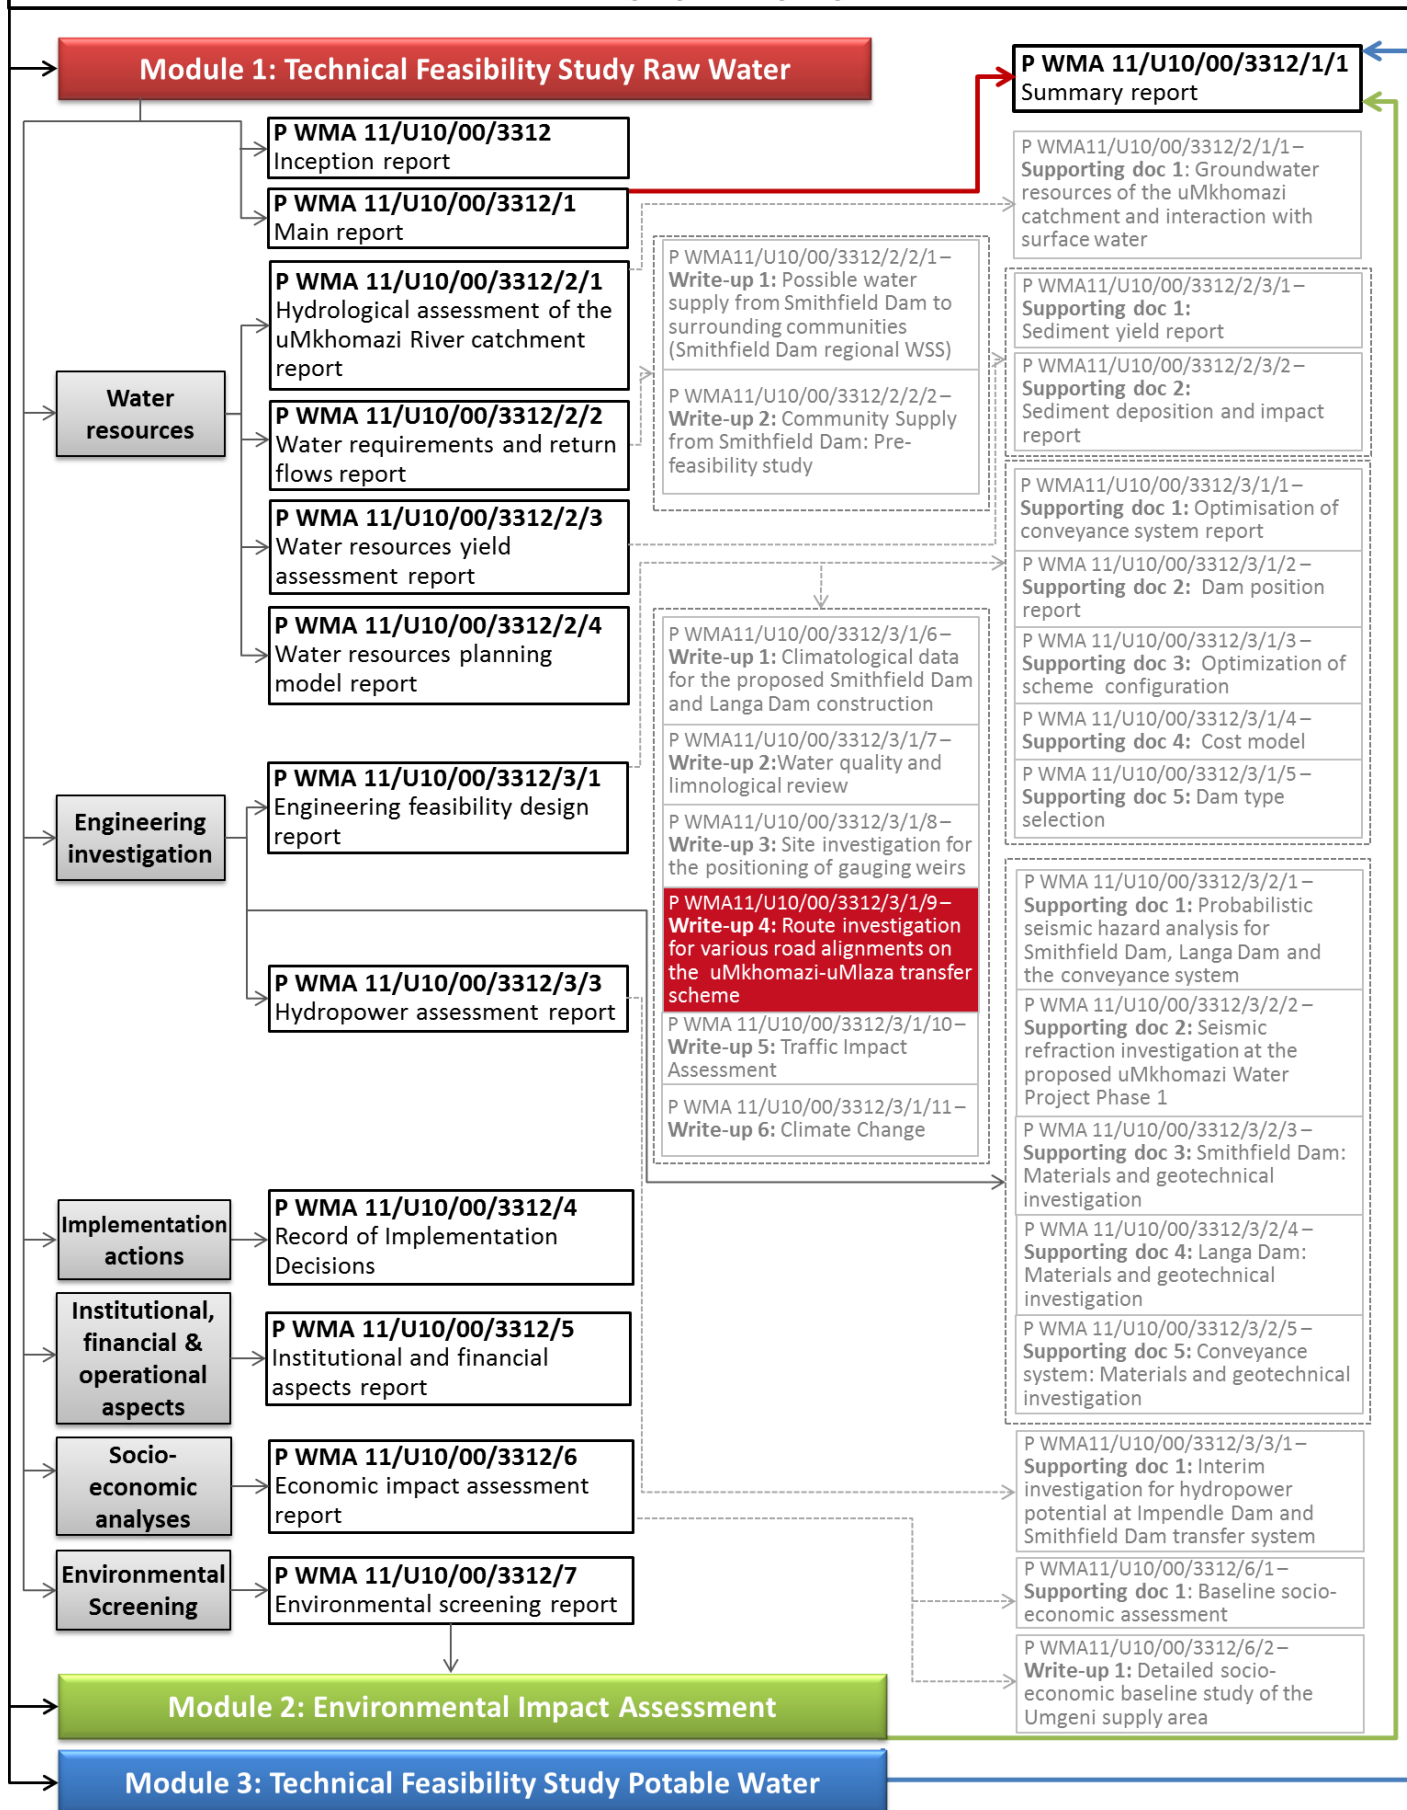 Module 1: Technical Feasibility Study Raw Water
P WMA 11/U10/00/3312/1/1
Summary report
P WMA 11/U10/00/3312
Inception report
P WMA 11/U10/00/3312/1
Main report
Water
resources
P WMA 11/U10/00/3312/2/1
Hydrological assessment of the
uMkhomazi River catchment
report
P WMA 11/U10/00/3312/2/2
Water requirements and return
flows report
P WMA 11/U10/00/3312/2/3
Water resources yield
assessment report
P WMA 11/U10/00/3312/2/4
Water resources planning
model report
P WMA11/U10/00/3312/2/2/1–
Write-up 1: Possible water
supply from Smithfield Dam to
surrounding communities
(Smithfield Dam regional WSS)
P WMA11/U10/00/3312/2/2/2–
Write-up 2: Community Supply
from Smithfield Dam: Pre-
feasibility study
P WMA11/U10/00/3312/2/1/1–
Supporting doc 1: Groundwater
resources of the uMkhomazi
catchment and interaction with
surface water
P WMA11/U10/00/3312/2/3/1–
Supporting doc 1:
Sediment yield report
P WMA11/U10/00/3312/2/3/2–
Supporting doc 2:
Sediment deposition and impact
report
Engineering
investigation
P WMA 11/U10/00/3312/3/1
Engineering feasibility design
report
P WMA 11/U10/00/3312/3/3
Hydropower assessment report
P WMA11/U10/00/3312/3/1/6–
Write-up 1: Climatological data
for the proposed Smithfield Dam
and Langa Dam construction
P WMA11/U10/00/3312/3/1/7–
Write-up 2:Water quality and
limnological review
P WMA11/U10/00/3312/3/1/8–
Write-up 3: Site investigation for
the positioning of gauging weirs
P WMA11/U10/00/3312/3/1/9–
Write-up 4: Route investigation
for various road alignments on
the uMkhomazi-uMlaza transfer
scheme
P WMA 11/U10/00/3312/3/1/10–
Write-up 5: Traffic Impact
Assessment
P WMA 11/U10/00/3312/3/1/11–
Write-up 6: Climate Change
P WMA11/U10/00/3312/3/1/1–
Supporting doc 1: Optimisation of
conveyance system report
P WMA 11/U10/00/3312/3/1/2–
Supporting doc 2: Dam position
report
P WMA 11/U10/00/3312/3/1/3–
Supporting doc 3: Optimization of
scheme configuration
P WMA 11/U10/00/3312/3/1/4–
Supporting doc 4: Cost model
P WMA 11/U10/00/3312/3/1/5–
Supporting doc 5: Dam type
selection
P WMA 11/U10/00/3312/3/2/1–
Supporting doc 1: Probabilistic
seismic hazard analysis for
Smithfield Dam, Langa Dam and
the conveyance system
P WMA 11/U10/00/3312/3/2/2–
Supporting doc 2: Seismic
refraction investigation at the
proposed uMkhomazi Water
Project Phase 1
P WMA 11/U10/00/3312/3/2/3–
Supporting doc 3: Smithfield Dam:
Materials and geotechnical
investigation
P WMA 11/U10/00/3312/3/2/4–
Supporting doc 4: Langa Dam:
Materials and geotechnical
investigation
P WMA 11/U10/00/3312/3/2/5–
Supporting doc 5: Conveyance
system: Materials and geotechnical
investigation
P WMA11/U10/00/3312/3/3/1–
Supporting doc 1: Interim
investigation for hydropower
potential at Impendle Dam and
Smithfield Dam transfer system
Implementation
actions
P WMA 11/U10/00/3312/4
Record of Implementation
Decisions
Institutional,
financial &
operational
aspects
P WMA 11/U10/00/3312/5
Institutional and financial
aspects report
Socio-
economic
analyses
P WMA 11/U10/00/3312/6
Economic impact assessment
report
P WMA11/U10/00/3312/6/1–
Supporting doc 1: Baseline socio-
economic assessment
P WMA11/U10/00/3312/6/2–
Write-up 1: Detailed socio-
economic baseline study of the
Umgeni supply area
Environmental
Screening
P WMA 11/U10/00/3312/7
Environmental screening report
Module 2: Environmental Impact Assessment
Module 3: Technical Feasibility Study Potable Water